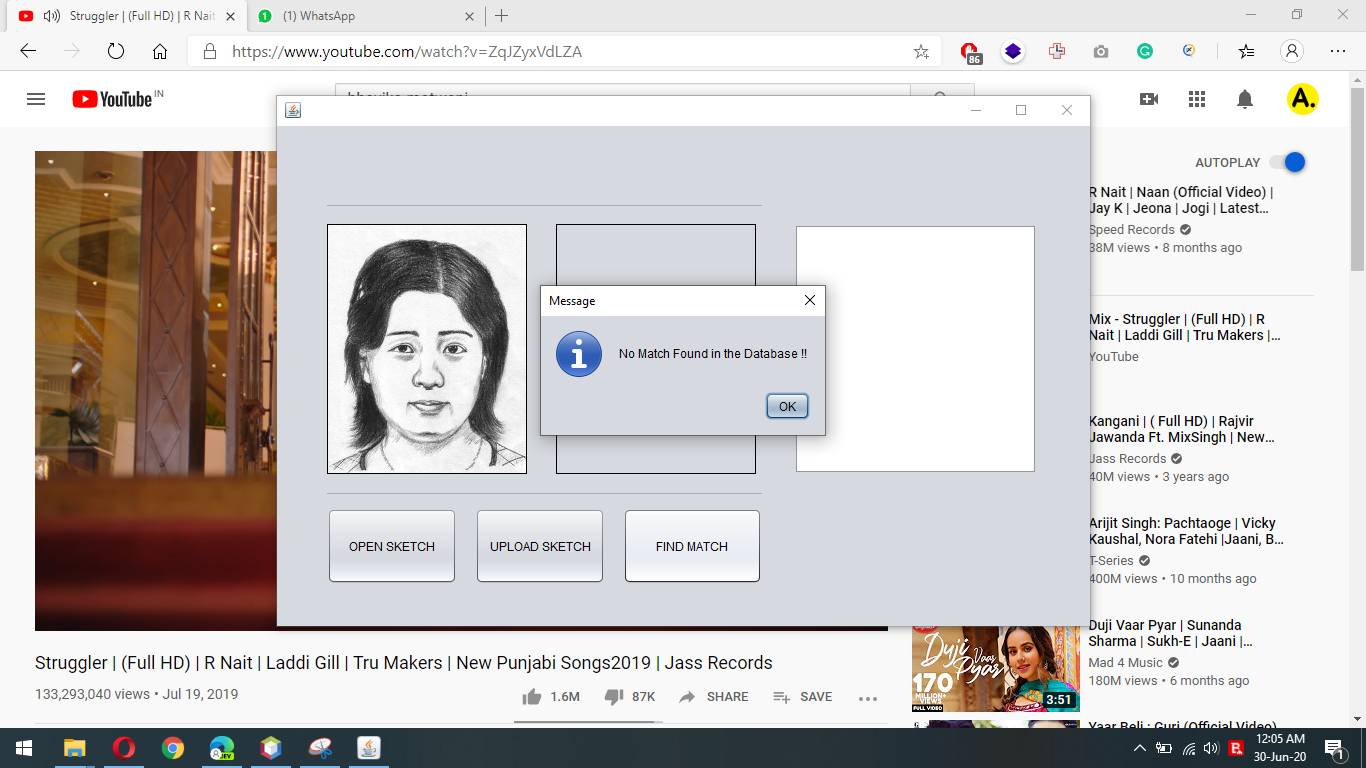 Struggler | (Full HD) | R Nait
(1) WhatsApp
https://www.youtube.com/watch?v=ZqJZyxVdLZA
86
YouTube IN
A.
AUTOPLAY
R Nait | Naan (Official Video) |
Jay K | Jeona | Jogi | Latest...
Speed Records
38M views • 8 months ago
Mix - Struggler | (Full HD) | R
Nait | Laddi Gill | Tru Makers |...
YouTube
Kangani | ( Full HD) | Rajvir
Jawanda Ft. MixSingh | New...
Jass Records
40M views • 3 years ago
Arijit Singh: Pachtaoge | Vicky
Kaushal, Nora Fatehi |Jaani, B...
T-Series
400M views • 10 months ago
Duji Vaar Pyar | Sunanda
Sharma | Sukh-E | Jaani |...
Mad 4 Music
180M views • 6 months ago
Duji
Vaar
Pyar
170
MILLION+
VIEWS
FULL VIDEO
3:51
Yaar Beli : Guri (Official Video)
Message
No Match Found in the Database !!
OK
OPEN SKETCH
UPLOAD SKETCH
FIND MATCH
Struggler | (Full HD) | R Nait | Laddi Gill | Tru Makers | New Punjabi Songs2019 | Jass Records
133,293,040 views • Jul 19, 2019
1.6M
87K
SHARE
SAVE
12:05 AM
30-Jun-20
1